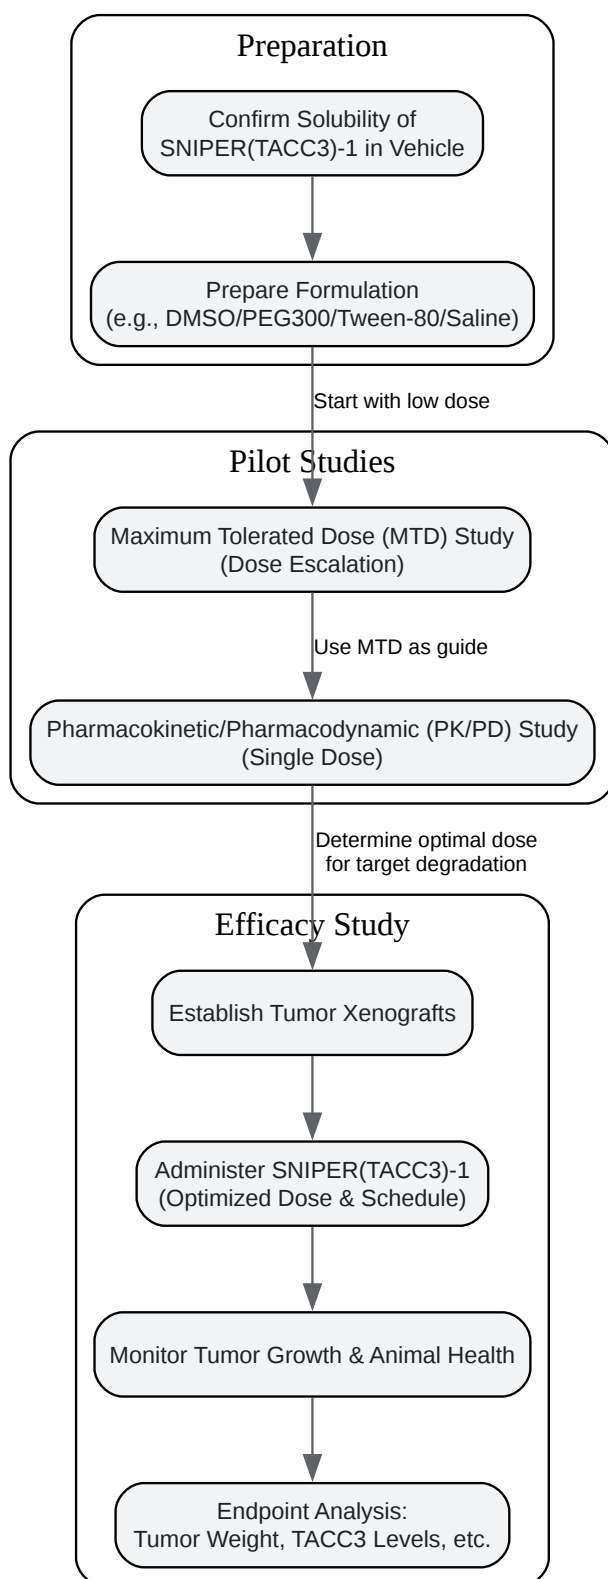 Preparation
Confirm Solubility of
SNIPER(TACC3)-1 in Vehicle
Prepare Formulation
(e.g., DMSO/PEG300/Tween-80/Saline)
Start with low dose
Pilot Studies
Maximum Tolerated Dose (MTD) Study
(Dose Escalation)
Use MTD as guide
Pharmacokinetic/Pharmacodynamic (PK/PD) Study
(Single Dose)
Determine optimal dose
for target degradation
Efficacy Study
Establish Tumor Xenografts
Administer SNIPER(TACC3)-1
(Optimized Dose & Schedule)
Monitor Tumor Growth & Animal Health
Endpoint Analysis:
Tumor Weight, TACC3 Levels, etc.